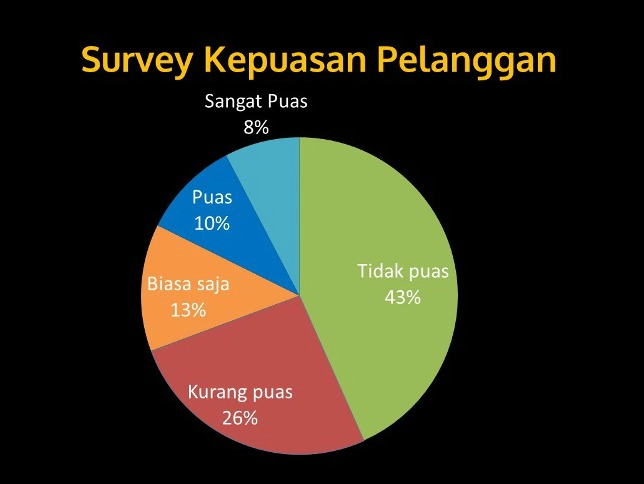 Survey Kepuasan Pelanggan
Sangat Puas
8%
Puas
10%
Tidak puas
43%
Biasa saja
13%
Kurang puas
26%